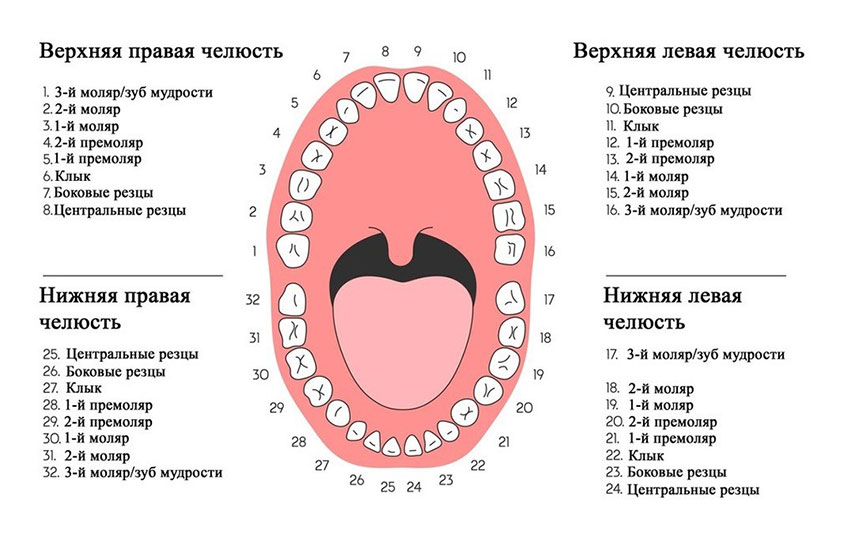 Верхняя правая челюсть
1. 3-й моляр/зуб мудрости
2. 2-й моляр
3. 1-й моляр
4. 2-й премоляр
5. 1-й премоляр
6. Клык
7. Боковые резцы
8. Центральные резцы
Верхняя левая челюсть
9. Центральные резцы
10. Боковые резцы
11. Клык
12. 1-й премоляр
13. 2-й премоляр
14. 1-й моляр
15. 2-й моляр
16. 3-й моляр/зуб мудрости
1
2
3
4
5
6
7
8
9
10
11
12
13
14
15
16
17
18
19
20
21
22
23
24
25
26
27
28
29
30
31
32
Нижняя правая
челюсть
25. Центральные резцы
26. Боковые резцы
27. Клык
28. 1-й премоляр
29. 2-й премоляр
30. 1-й моляр
31. 2-й моляр
32. 3-й моляр/зуб мудрости
Нижняя левая
челюсть
17. 3-й моляр/зуб мудрости
18. 2-й моляр
19. 1-й моляр
20. 2-й премоляр
21. 1-й премоляр
22. Клык
23. Боковые резцы
24. Центральные резцы